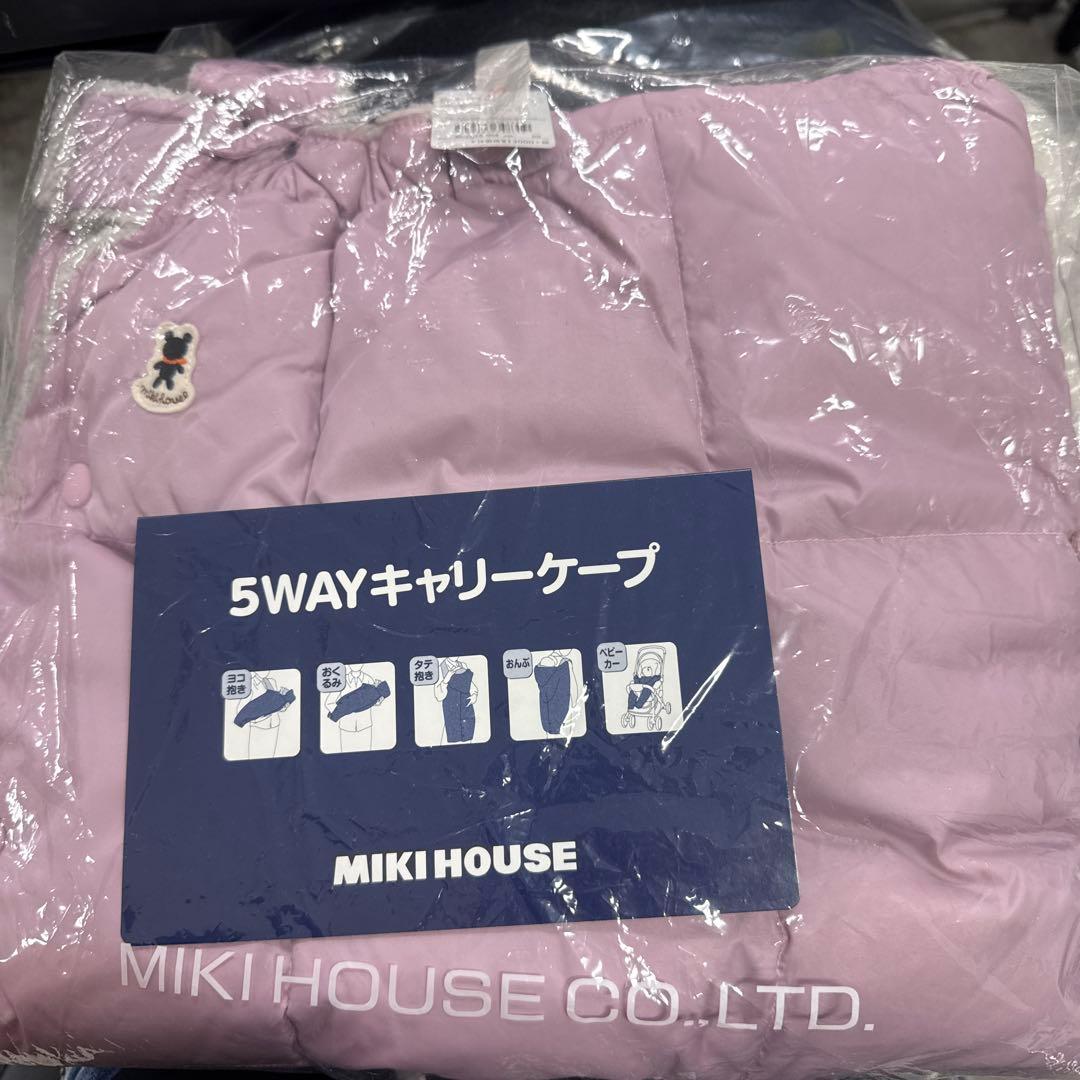 mikihouse
5WAYキャリーケープ
ヨコ
抱き
おく
るみ
タテ
抱き
おんぶ
ベビー
カー
MIKI HOUSE
MIKI HOUSE CO.,LTD.